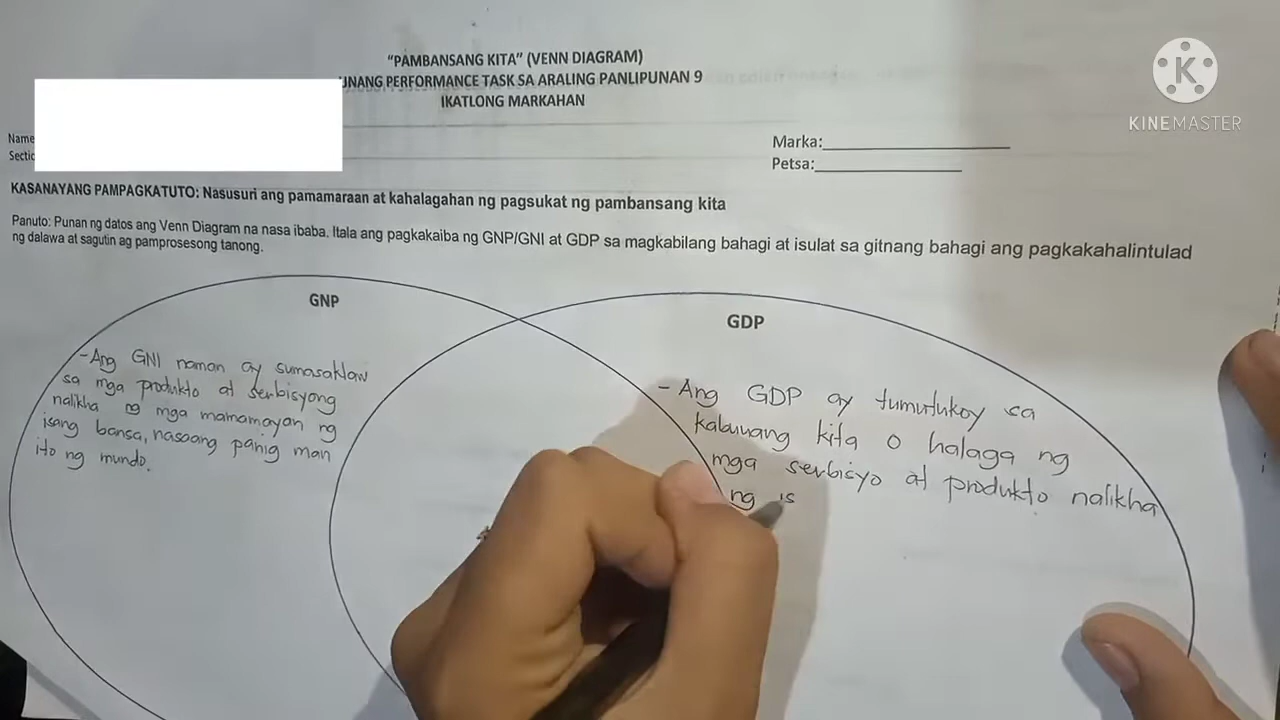 "PAMBANSANG KITA" (VENN DIAGRAM)
UNANG PERFORMANCE TASK SA ARALING PANLIPUNAN 9
IKATLONG MARKAHAN
K
KINEMASTER
Name
Sectio
Marka:
Petsa:
KASANAYANG PAMPAGKATUTO: Nasusuri ang pamamaraan at kahalagahan ng pagsukat ng pambansang kita
Panuto: Punan ng datos ang Venn Diagram na nasa ibaba. Itala ang pagkakaiba ng GNP/GNI at GDP sa magkabilang bahagi at isulat sa gitnang bahagi ang pagkakahalintulad
ng dalawa at sagutin ag pamprosesong tanong.
GNP
- Ang GNI naman ay sumasaklaw
sa mga produkto at serbisyong
nalikha ng mga mamamayan ng
isang bansa, nasaang panig man
ito ng mundo.
GDP
- Ang GDP ay tumutukoy sa
kabuuang kita o halaga ng
mga serbisyo at produkto nalikha
ng is